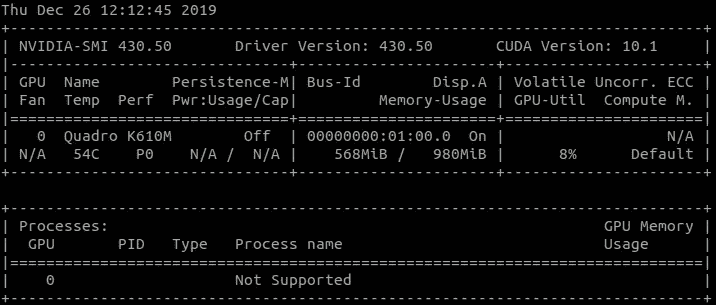 Thu Dec 26 12:12:45 2019
+-----------------------------------------------------------------------------+
| NVIDIA-SMI 430.50       Driver Version: 430.50       CUDA Version: 10.1     |
|-------------------------------+----------------------+----------------------+
| GPU  Name        Persistence-M| Bus-Id        Disp.A | Volatile Uncorr. ECC |
| Fan  Temp  Perf  Pwr:Usage/Cap|         Memory-Usage | GPU-Util  Compute M. |
|===============================+======================+======================|
|   0  Quadro K610M        Off  | 00000000:01:00.0  On |                  N/A |
| N/A   54C    P0    N/A /  N/A |    568MiB /   980MiB |      8%      Default |
+-------------------------------+----------------------+----------------------+

+-----------------------------------------------------------------------------+
| Processes:                                                       GPU Memory |
|  GPU       PID   Type   Process name                             Usage      |
|=============================================================================|
|    0                    Not Supported                                       |
+-----------------------------------------------------------------------------+